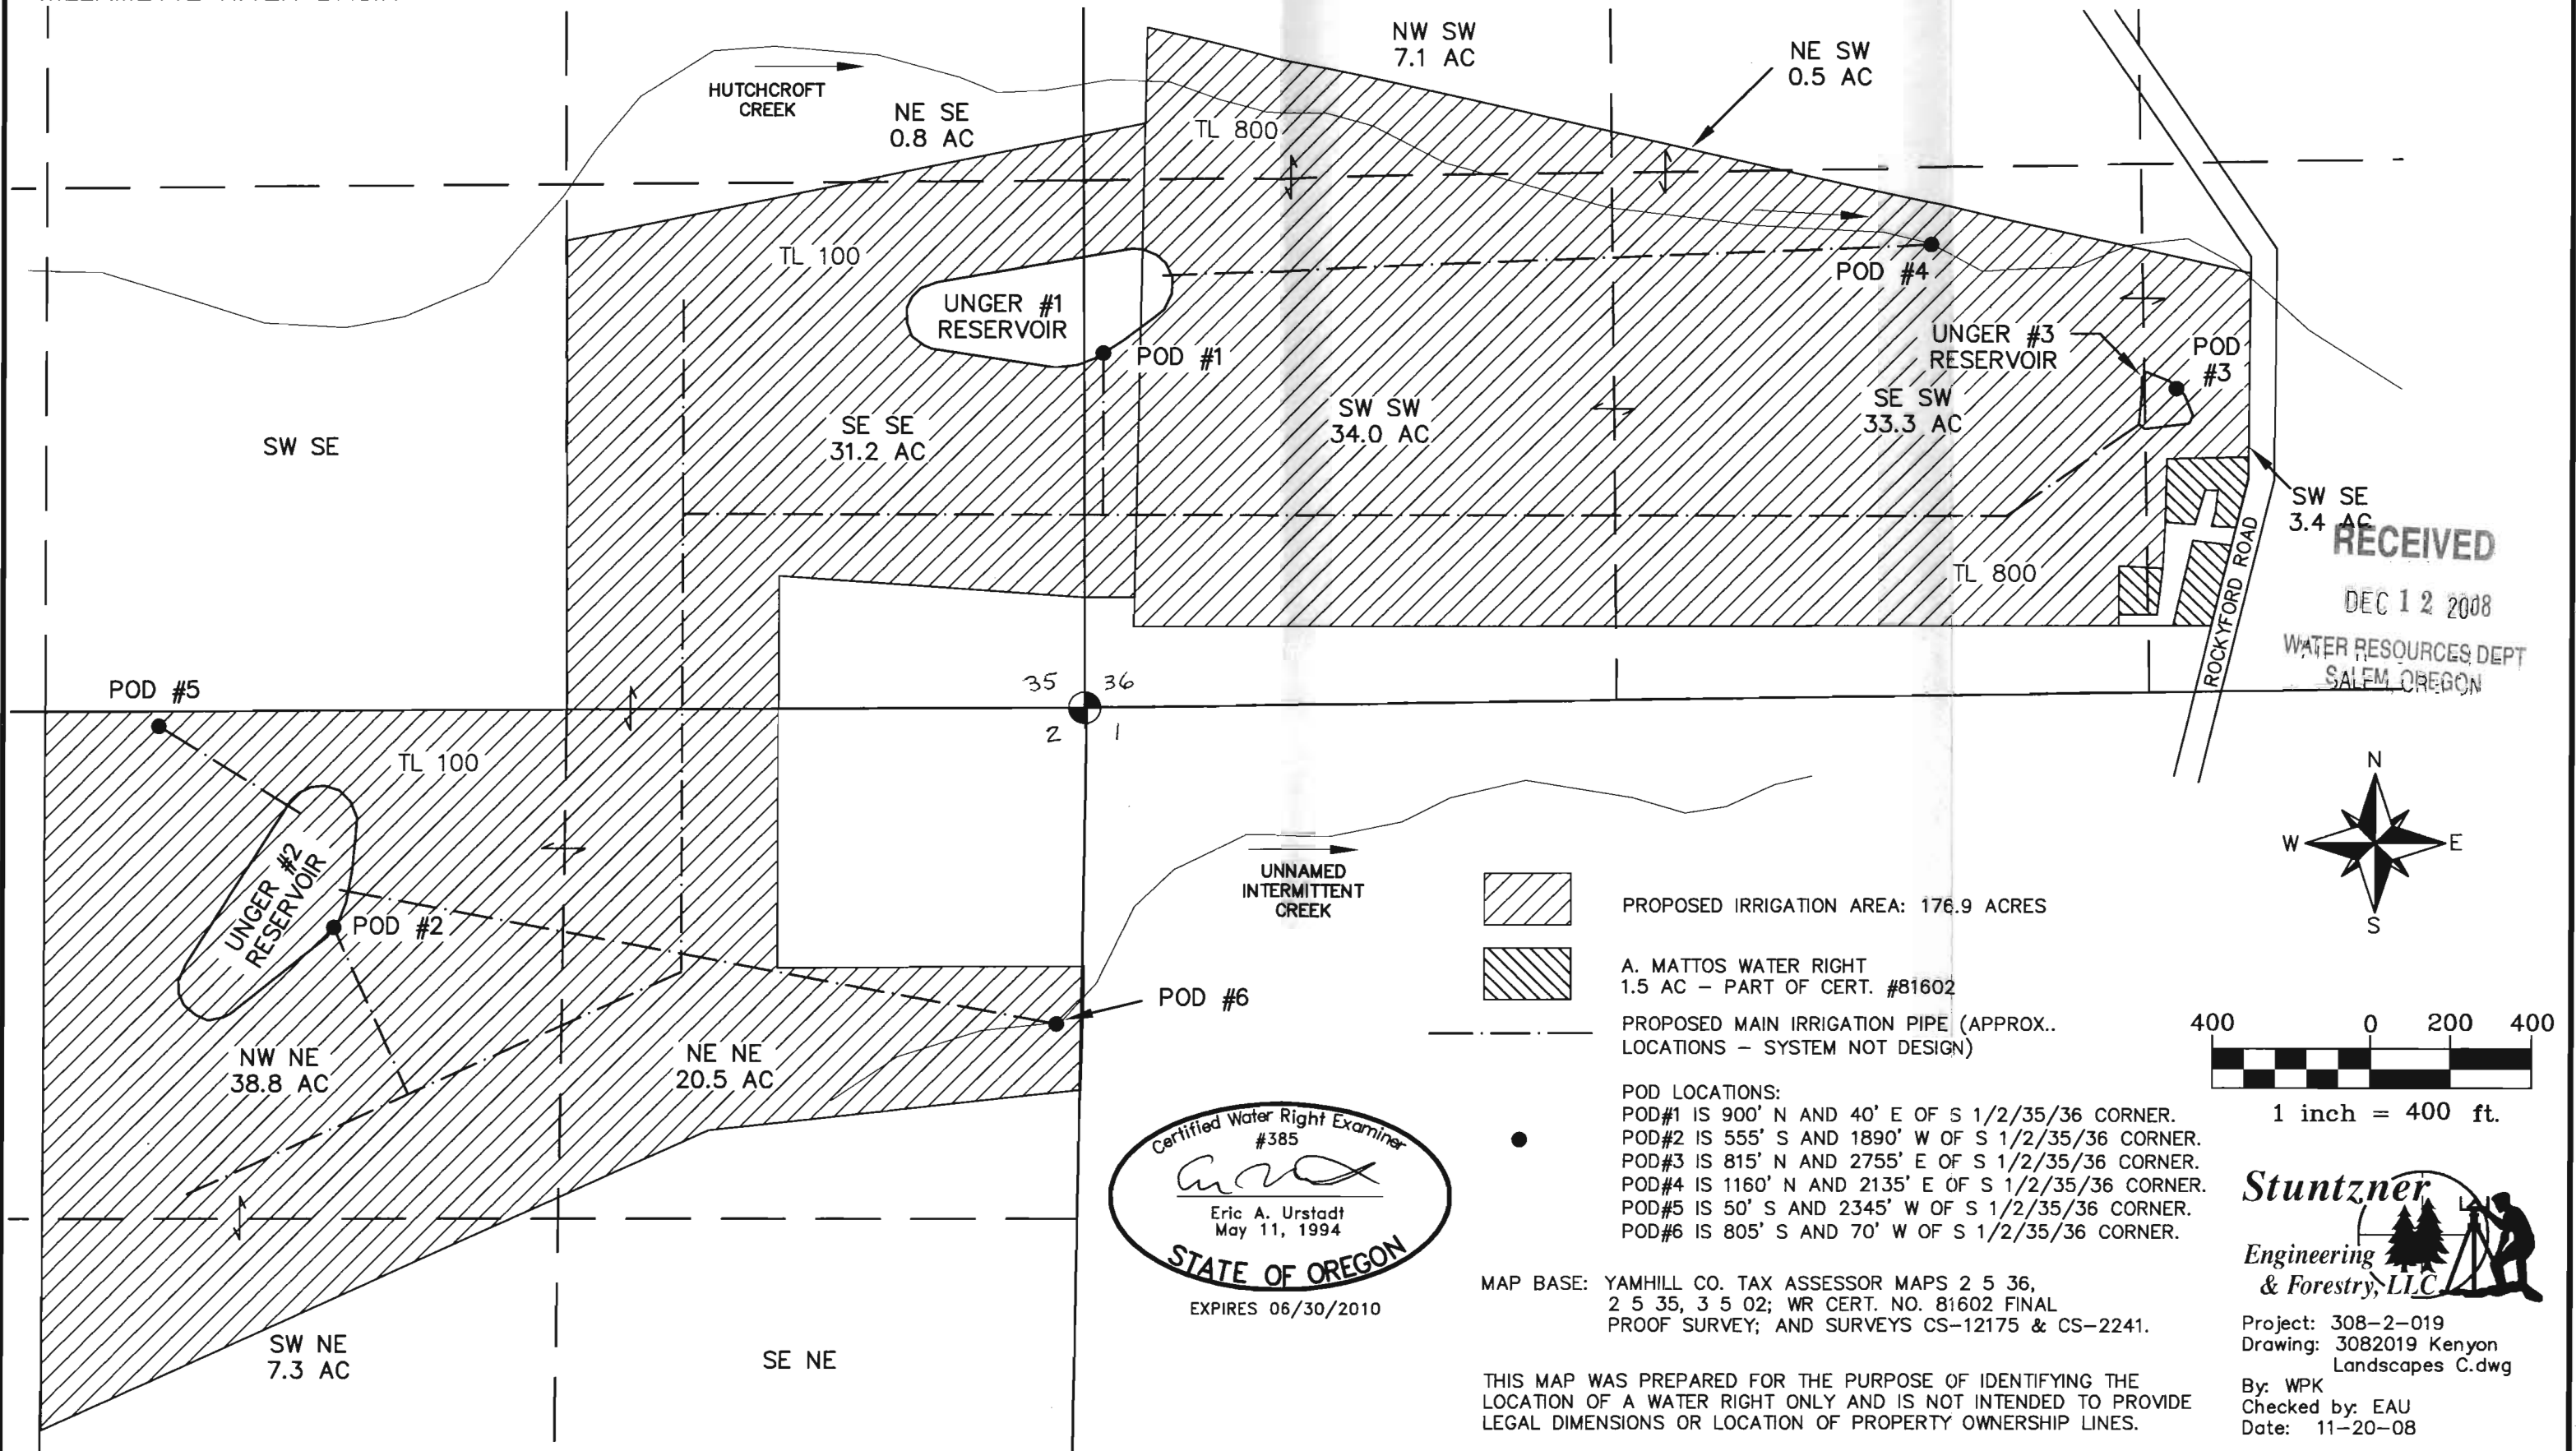 NW SW
7.1 AC
NE SW
0.5 AC
HUTCHCROFT
CREEK
NE SE
0.8 AC
TL 800
TL 100
UNGER #1
RESERVOIR
POD #1
POD #4
UNGER #3
RESERVOIR
POD
#3
SW SE
SE SE
31.2 AC
SW SW
34.0 AC
SE SW
33.3 AC
SW SE
3.4 AC
RECEIVED
DEC 12 2008
WATER RESOURCES DEPT
SALEM, OREGON
TL 800
ROCKYFORD ROAD
35 36
2 1
POD #5
TL 100
UNGER #2
RESERVOIR
POD #2
UNNAMED
INTERMITTENT
CREEK
POD #6
NW NE
38.8 AC
NE NE
20.5 AC
SW NE
7.3 AC
SE NE
N
W E
S
PROPOSED IRRIGATION AREA: 176.9 ACRES
A. MATTOS WATER RIGHT
1.5 AC – PART OF CERT. #81602
PROPOSED MAIN IRRIGATION PIPE (APPROX..
LOCATIONS – SYSTEM NOT DESIGN)
POD LOCATIONS:
POD#1 IS 900' N AND 40' E OF S 1/2/35/36 CORNER.
POD#2 IS 555' S AND 1890' W OF S 1/2/35/36 CORNER.
POD#3 IS 815' N AND 2755' E OF S 1/2/35/36 CORNER.
POD#4 IS 1160' N AND 2135' E OF S 1/2/35/36 CORNER.
POD#5 IS 50' S AND 2345' W OF S 1/2/35/36 CORNER.
POD#6 IS 805' S AND 70' W OF S 1/2/35/36 CORNER.
400 0 200 400
1 inch = 400 ft.
Certified Water Right Examiner
#385
Eric A. Urstadt
May 11, 1994
STATE OF OREGON
EXPIRES 06/30/2010
MAP BASE: YAMHILL CO. TAX ASSESSOR MAPS 2 5 36,
2 5 35, 3 5 02; WR CERT. NO. 81602 FINAL
PROOF SURVEY; AND SURVEYS CS-12175 & CS-2241.
THIS MAP WAS PREPARED FOR THE PURPOSE OF IDENTIFYING THE
LOCATION OF A WATER RIGHT ONLY AND IS NOT INTENDED TO PROVIDE
LEGAL DIMENSIONS OR LOCATION OF PROPERTY OWNERSHIP LINES.
Stuntzner
Engineering
& Forestry, LLC
Project: 308-2-019
Drawing: 3082019 Kenyon
Landscapes C.dwg
By: WPK
Checked by: EAU
Date: 11-20-08